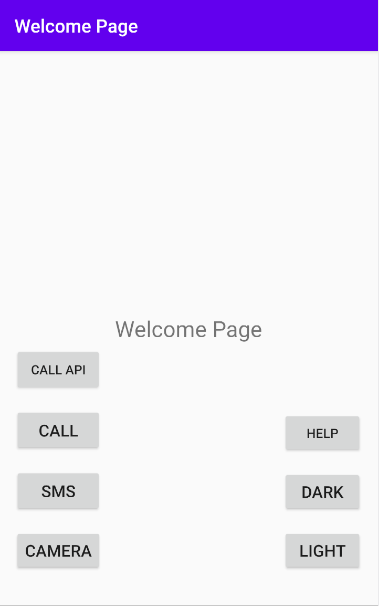 Welcome Page
Welcome Page
CALL API
CALL
HELP
SMS
DARK
CAMERA
LIGHT